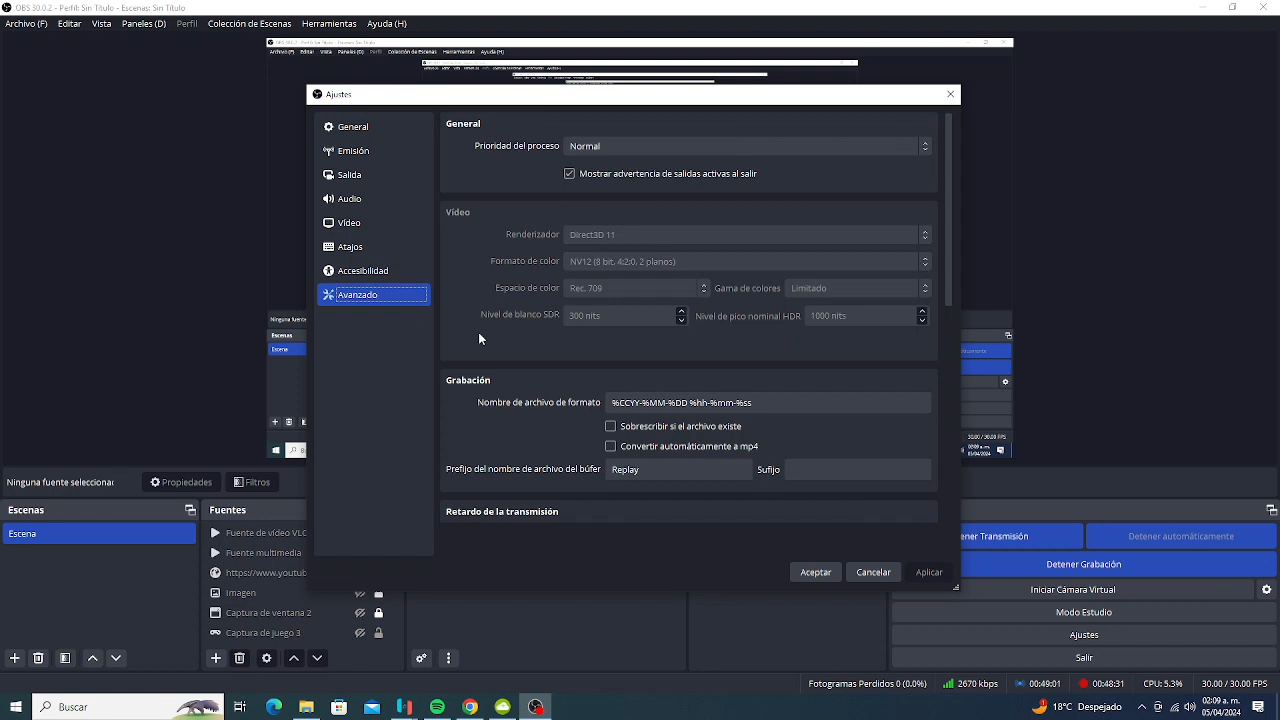 OBS 30.0.2 - Perfil: Sin Título - Escenas: Sin Título
Archivo (F) Editar Vista Paneles (D) Perfil Colección de Escenas Herramientas Ayuda (H)
Ajustes
General
Emisión
Salida
Audio
Vídeo
Atajos
Accesibilidad
Avanzado
General
Prioridad del proceso Normal
Mostrar advertencia de salidas activas al salir
Vídeo
Renderizador Direct3D 11
Formato de color NV12 (8 bit, 4:2:0, 2 planos)
Espacio de color Rec. 709 Gama de colores Limitado
Nivel de blanco SDR 300 nits Nivel de pico nominal HDR 1000 nits
Grabación
Nombre de archivo de formato %CCYY-%MM-%DD %hh-%mm-%ss
Sobrescribir si el archivo existe
Convertir automáticamente a mp4
Prefijo del nombre de archivo del búfer Replay Sufijo
Retardo de la transmisión
Aceptar Cancelar Aplicar
Ninguna fuente
Escenas
Escena
Ninguna fuente seleccionad Propiedades Filtros
Escenas
Escena
Fuentes
Fuente de vídeo VLC
Fuente multimedia
https://www.youtub
Imagen
Captura de ventana 2
Captura de juego 3
ener Transmisión Detener automáticamente
Detener Grabación
Iniciar Cámara Virtual
Modo Estudio
Ajustes
Salir
Fotogramas Perdidos 0 (0.0%) 2670 kbps 00:49:01 00:48:31 CPU: 5.3% 30.00 / 30.00 FPS
Buscar
18°C Despejado
02:09 a. m.
05/04/2024